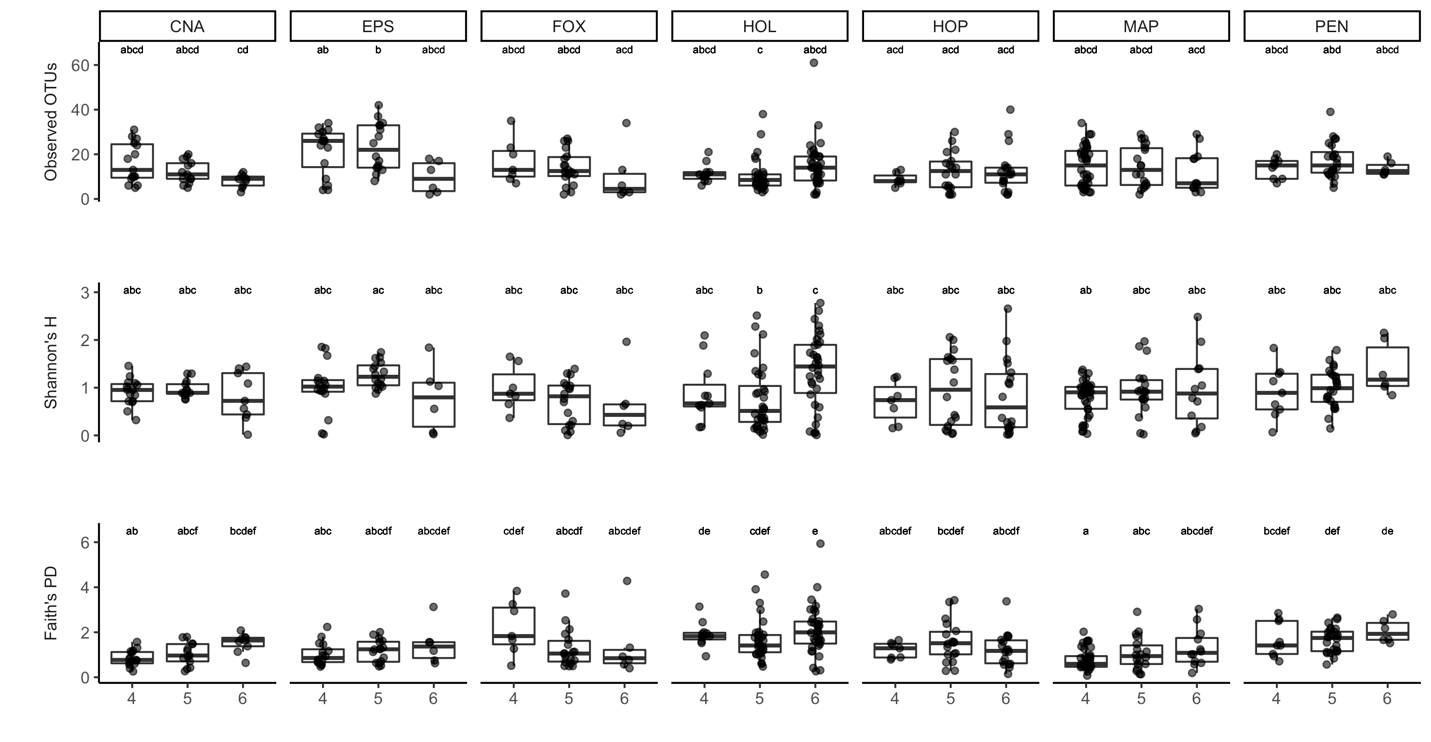 CNA EPS FOX HOL HOP MAP PEN
abcd abcd cd ab b abcd abcd abcd acd abcd c abcd acd acd acd abcd abcd acd abcd abd abcd
Observed OTUs
60
40
20
0
abc abc abc abc ac abc abc abc abc abc b c abc abc abc ab abc abc abc abc abc
Shannon's H
3
2
1
0
ab abcf bcdef abc abcdf abcdef cdef abcdf abcdef de cdef e abcdef bcdef abcdf a abc abcdef bcdef def de
Faith's PD
6
4
2
0
4 5 6 4 5 6 4 5 6 4 5 6 4 5 6 4 5 6 4 5 6